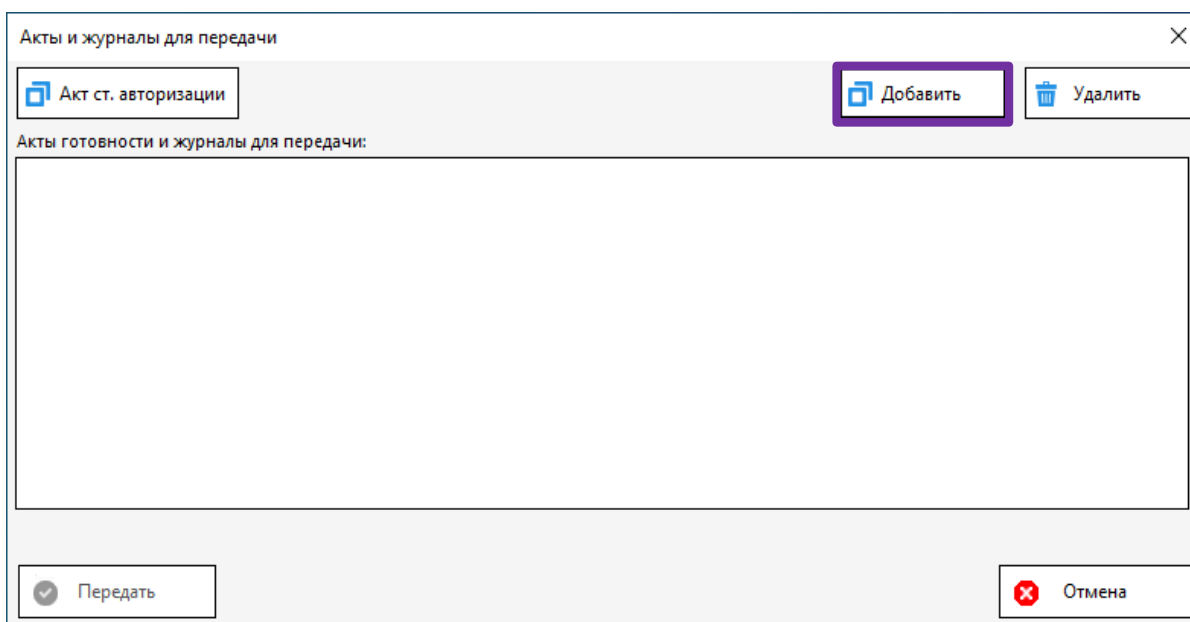 Акты и журналы для передачи
Акт ст. авторизации Добавить Удалить
Акты готовности и журналы для передачи:
Передать Отмена